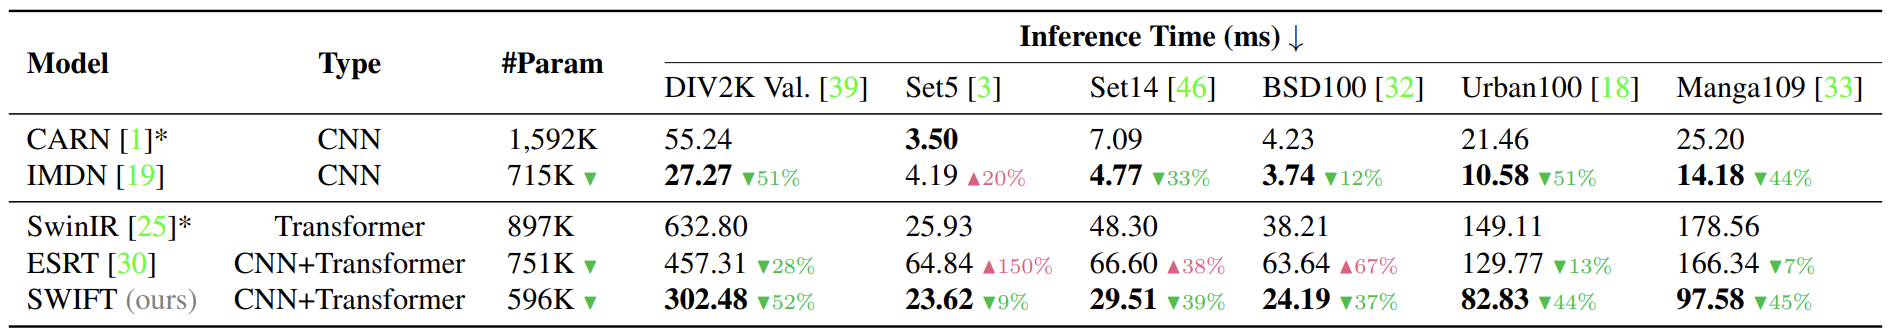 Model Type #Param Inference Time (ms) ↓
DIV2K Val. [39] Set5 [3] Set14 [46] BSD100 [32] Urban100 [18] Manga109 [33]
CARN [1]* CNN 1,592K 55.24 3.50 7.09 4.23 21.46 25.20
IMDN [19] CNN 715K ▼ 27.27 ▼51% 4.19 ▲20% 4.77 ▼33% 3.74 ▼12% 10.58 ▼51% 14.18 ▼44%
SwinIR [25]* Transformer 897K 632.80 25.93 48.30 38.21 149.11 178.56
ESRT [30] CNN+Transformer 751K ▼ 457.31 ▼28% 64.84 ▲150% 66.60 ▲38% 63.64 ▲67% 129.77 ▼13% 166.34 ▼7%
SWIFT (ours) CNN+Transformer 596K ▼ 302.48 ▼52% 23.62 ▼9% 29.51 ▼39% 24.19 ▼37% 82.83 ▼44% 97.58 ▼45%